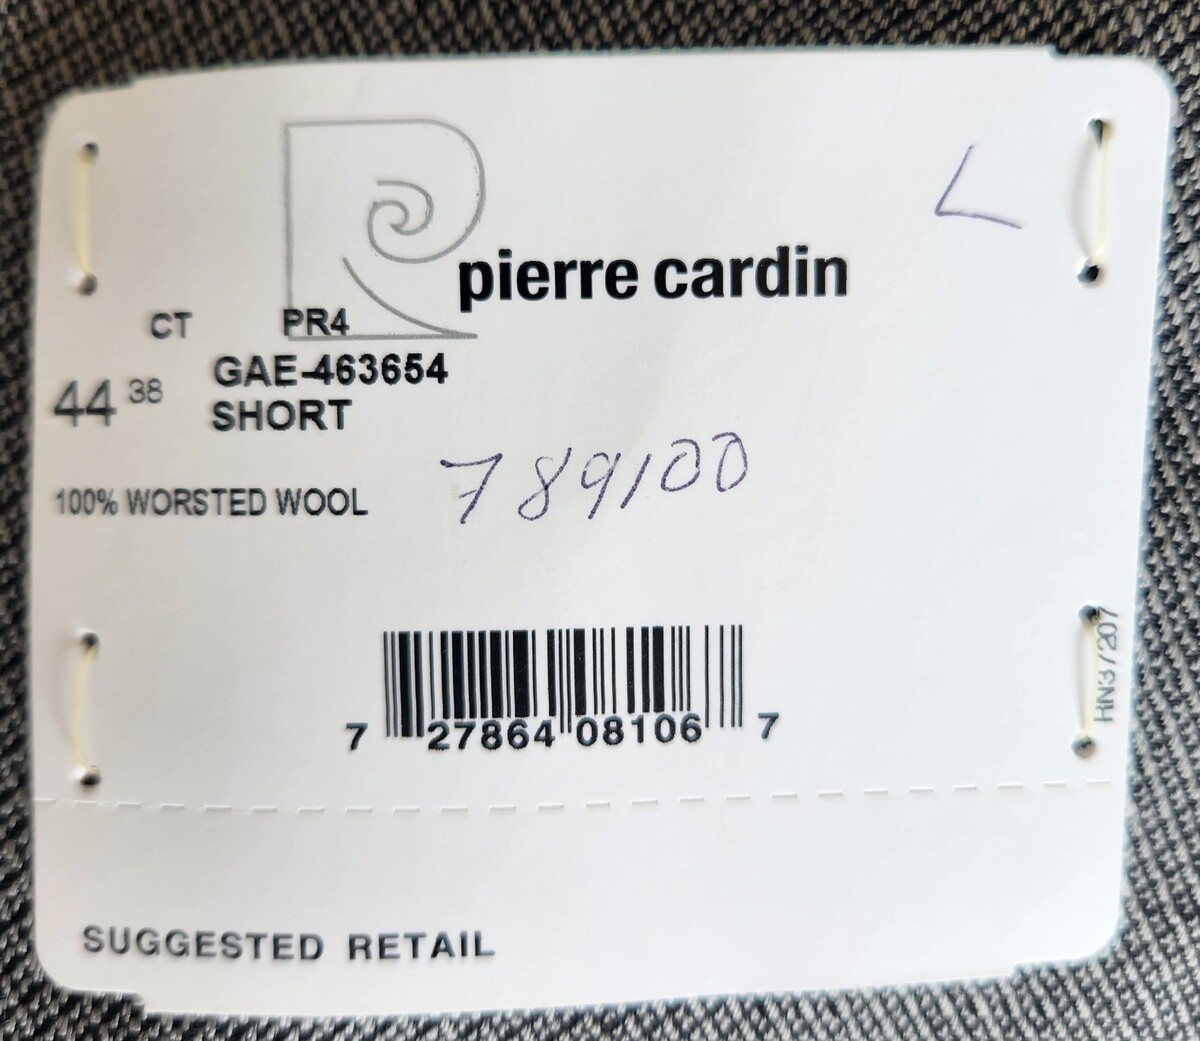 L
pierre cardin
CT PR4
GAE-463654
44 38
SHORT
789100
100% WORSTED WOOL
HN3/207
7 27864 08106 7
SUGGESTED RETAIL